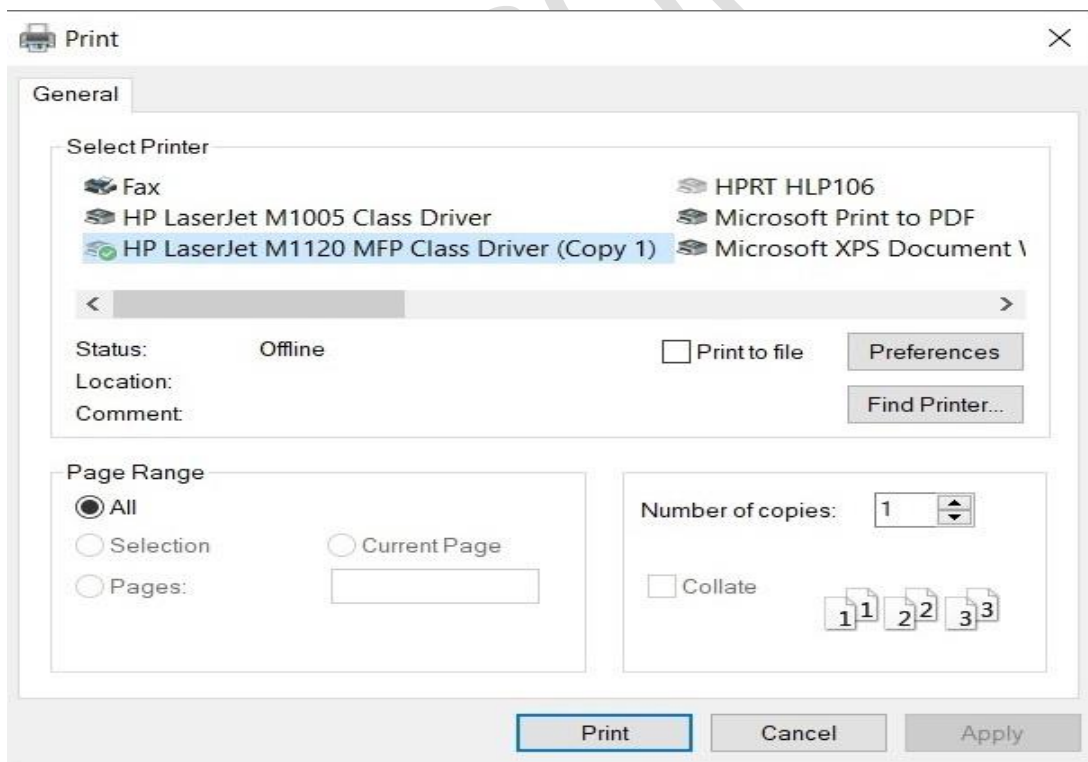 Print
General
Select Printer
Fax
HPRT HLP106
HP LaserJet M1005 Class Driver
Microsoft Print to PDF
HP LaserJet M1120 MFP Class Driver (Copy 1)
Microsoft XPS Document
Status: Offline
Print to file
Preferences
Location:
Find Printer...
Comment:
Page Range
All
Selection
Current Page
Pages:
Number of copies: 1
Collate
1 1 2 2 3 3
Print
Cancel
Apply